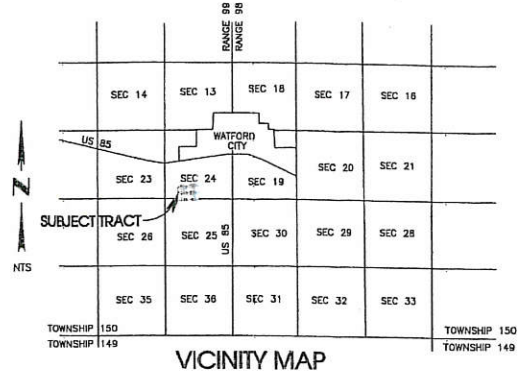 RANGE 99
RANGE 98
SEC 14
SEC 13
SEC 18
SEC 17
SEC 16
US 85
WATFORD
CITY
SEC 20
SEC 21
SEC 23
SEC 24
SEC 19
N
SUBJECT TRACT
SEC 26
SEC 25
US 85
SEC 30
SEC 29
SEC 28
NTS
SEC 35
SEC 36
SEC 31
SEC 32
SEC 33
TOWNSHIP 150
TOWNSHIP 150
TOWNSHIP 149
TOWNSHIP 149
VICINITY MAP